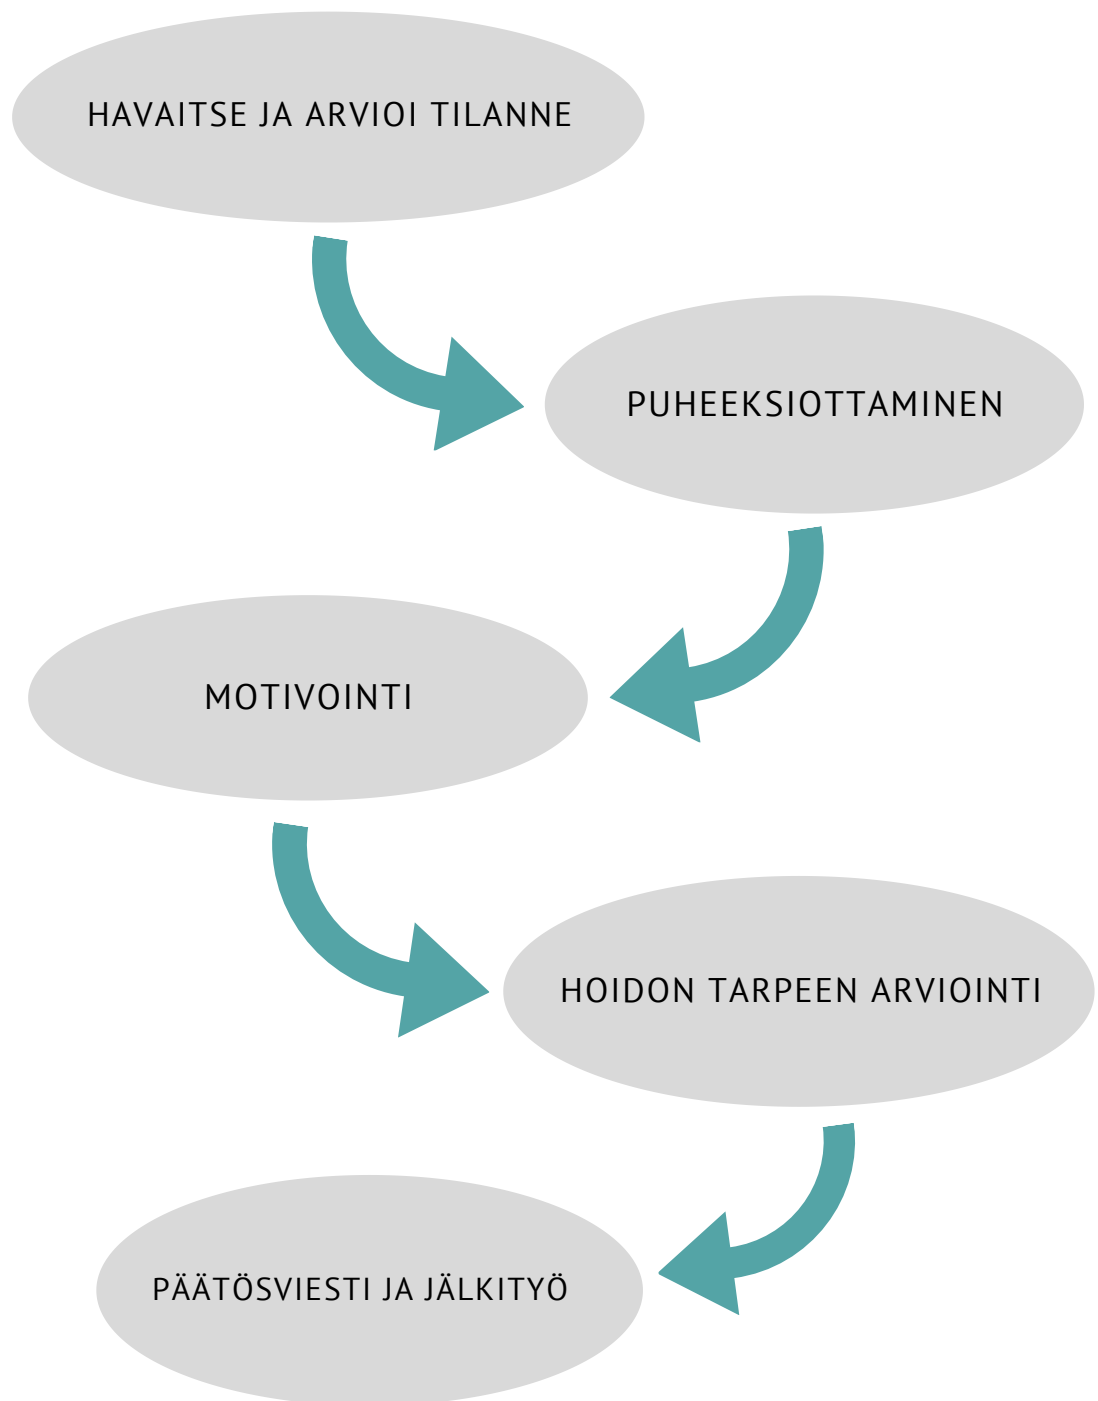 HAVAITSE JA ARVIOI TILANNE
PUHEEKSIOTTAMINEN
MOTIVOINTI
HOIDON TARPEEN ARVIOINTI
PÄÄTÖSVIESTI JA JÄLKITYÖ